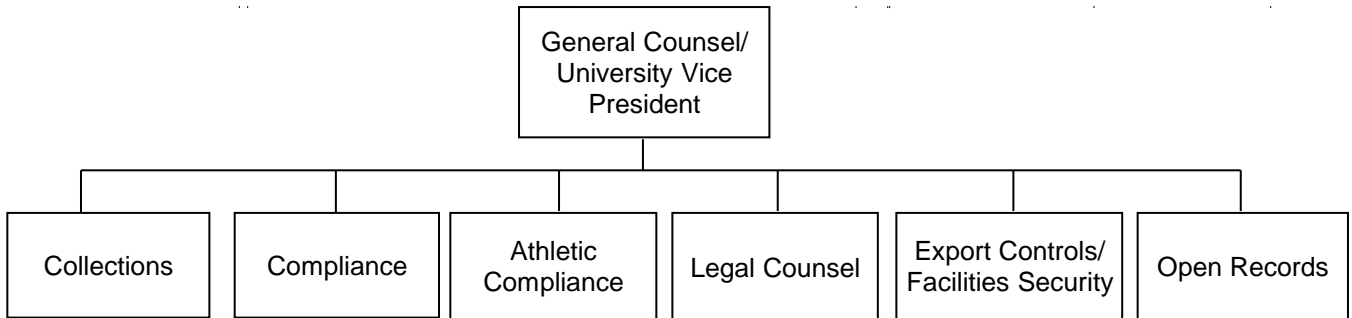 General Counsel/
University Vice
President
Collections
Compliance
Athletic
Compliance
Legal Counsel
Export Controls/
Facilities Security
Open Records